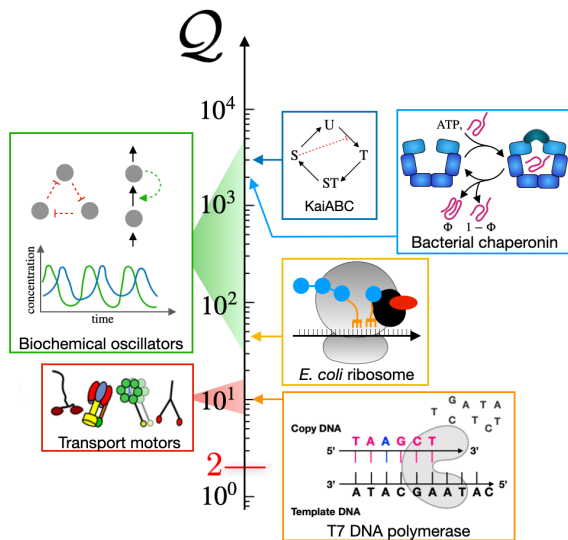 𝒬
10⁴
10³
10²
10¹
2
10⁰
concentration
time
Biochemical oscillators
Transport motors
U
S
T
ST
KaiABC
ATP,
Φ 1 − Φ
Bacterial chaperonin
E. coli ribosome
G A T A
T
Copy DNA
T A A G C T
5' 3'
3' 5'
A T A C G A A T A C
Template DNA
T7 DNA polymerase